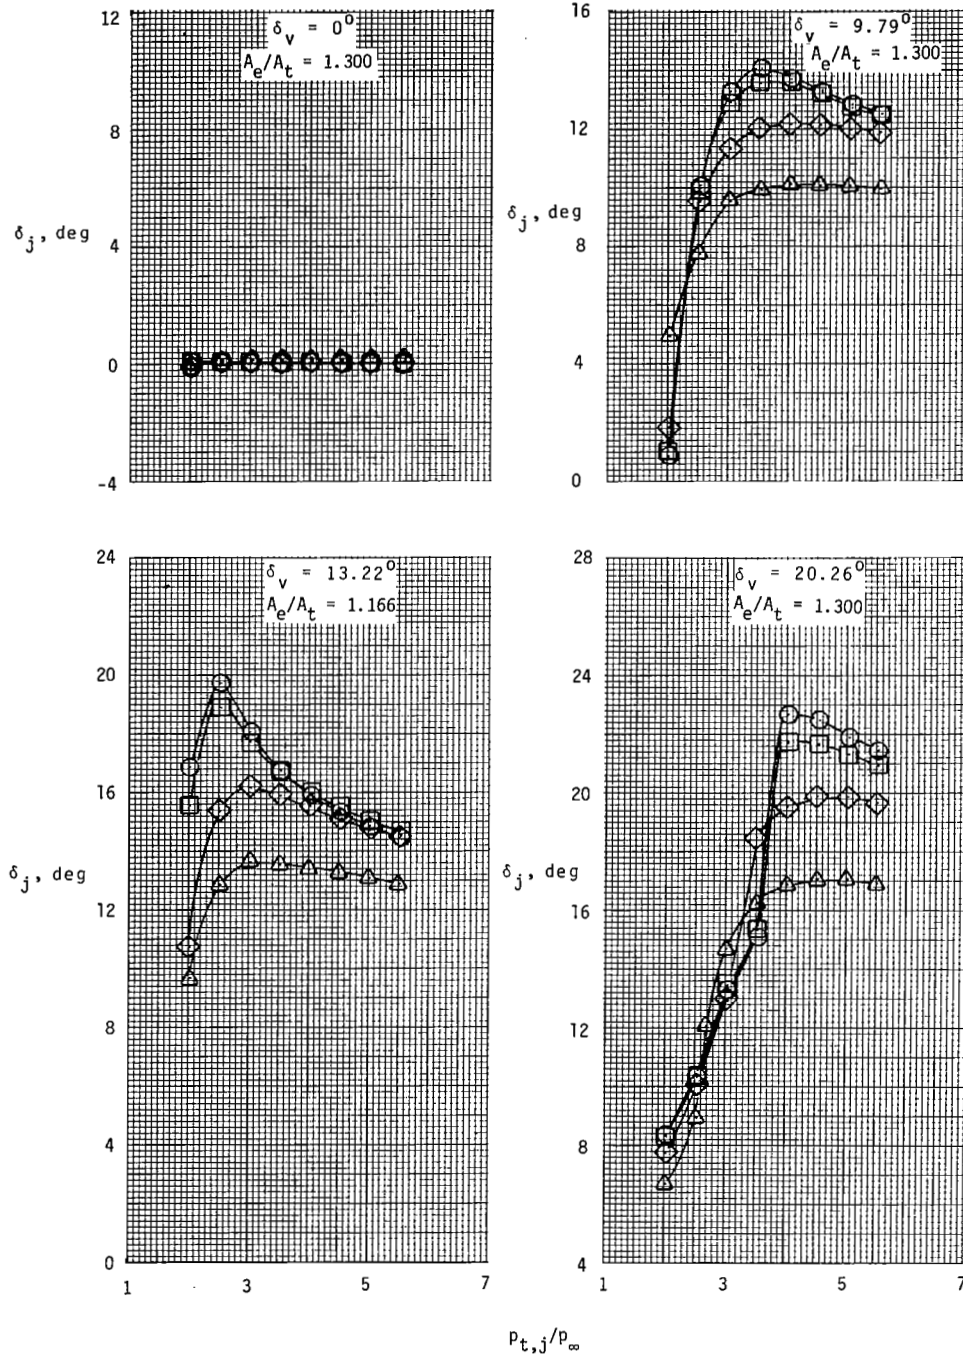 12
8
4
0
-4
δj, deg
δv = 0°
Ae/At = 1.300
16
12
8
4
0
δj, deg
δv = 9.79°
Ae/At = 1.300
24
20
16
12
8
4
0
δj, deg
δv = 13.22°
Ae/At = 1.166
1 3 5 7
28
24
20
16
12
8
4
δj, deg
δv = 20.26°
Ae/At = 1.300
1 3 5 7
pt,j/p∞